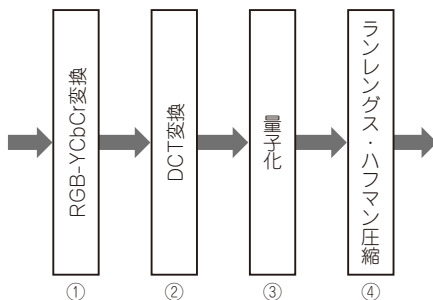 RGB-YCbCr変換
DCT変換
量子化
ランレングス・ハフマン圧縮
①
②
③
④